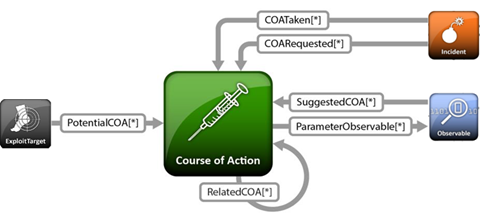 COATaken[*]
COARequested[*]
Incident
SuggestedCOA[*]
PotentialCOA[*]
ParameterObservable[*]
ExploitTarget
Observable
Course of Action
RelatedCOA[*]